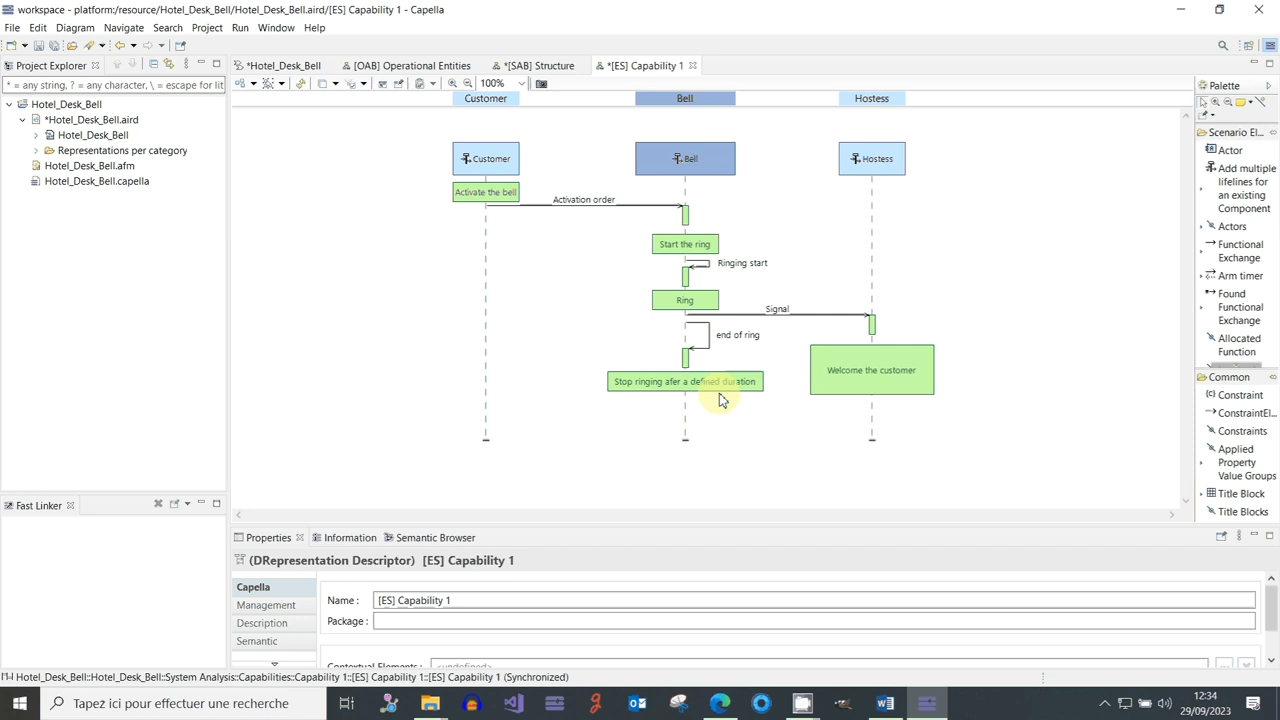 workspace - platform:/resource/Hotel_Desk_Bell/Hotel_Desk_Bell.aird/[ES] Capability 1 - Capella
File Edit Diagram Navigate Search Project Run Window Help
Project Explorer
*Hotel_Desk_Bell
[OAB] Operational Entities
*[SAB] Structure
*[ES] Capability 1
* = any string, ? = any character, \ = escape for lit
100%
Hotel_Desk_Bell
*Hotel_Desk_Bell.aird
Hotel_Desk_Bell
Representations per category
Hotel_Desk_Bell.afm
Hotel_Desk_Bell.capella
Fast Linker
Customer
Bell
Hostess
Customer
Bell
Hostess
Activate the bell
Activation order
Start the ring
Ringing start
Ring
Signal
end of ring
Welcome the customer
Stop ringing afer a defined duration
Palette
Scenario El...
Actor
Add multiple
lifelines for
an existing
Component
Actors
Functional
Exchange
Arm timer
Found
Functional
Exchange
Allocated
Function
Common
Constraint
ConstraintEl...
Constraints
Applied
Property
Value Groups
Title Block
Title Blocks
Properties
Information
Semantic Browser
(DRepresentation Descriptor) [ES] Capability 1
Capella
Management
Description
Semantic
Name : [ES] Capability 1
Package :
Contextual Elements : <undefined>
Hotel_Desk_Bell::Hotel_Desk_Bell::System Analysis::Capabilities::Capability 1::[ES] Capability 1::[ES] Capability 1 (Synchronized)
Tapez ici pour effectuer une recherche
12:34
29/09/2023